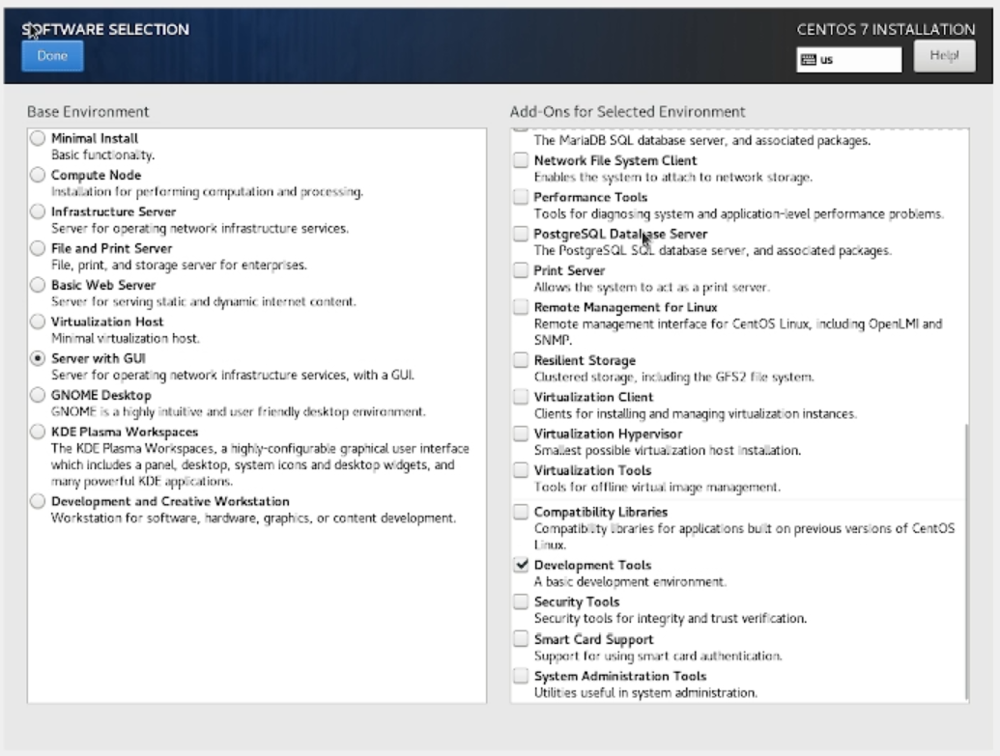 SOFTWARE SELECTION
Done
CENTOS 7 INSTALLATION
us
Help!
Base Environment
Minimal Install
Basic functionality.
Compute Node
Installation for performing computation and processing.
Infrastructure Server
Server for operating network infrastructure services.
File and Print Server
File, print, and storage server for enterprises.
Basic Web Server
Server for serving static and dynamic internet content.
Virtualization Host
Minimal virtualization host.
Server with GUI
Server for operating network infrastructure services, with a GUI.
GNOME Desktop
GNOME is a highly intuitive and user friendly desktop environment.
KDE Plasma Workspaces
The KDE Plasma Workspaces, a highly-configurable graphical user interface
which includes a panel, desktop, system icons and desktop widgets, and
many powerful KDE applications.
Development and Creative Workstation
Workstation for software, hardware, graphics, or content development.
Add-Ons for Selected Environment
The MariaDB SQL database server, and associated packages.
Network File System Client
Enables the system to attach to network storage.
Performance Tools
Tools for diagnosing system and application-level performance problems.
PostgreSQL Database Server
The PostgreSQL SQL database server, and associated packages.
Print Server
Allows the system to act as a print server.
Remote Management for Linux
Remote management interface for CentOS Linux, including OpenLMI and
SNMP.
Resilient Storage
Clustered storage, including the GFS2 file system.
Virtualization Client
Clients for installing and managing virtualization instances.
Virtualization Hypervisor
Smallest possible virtualization host installation.
Virtualization Tools
Tools for offline virtual image management.
Compatibility Libraries
Compatibility libraries for applications built on previous versions of CentOS
Linux.
Development Tools
A basic development environment.
Security Tools
Security tools for integrity and trust verification.
Smart Card Support
Support for using smart card authentication.
System Administration Tools
Utilities useful in system administration.